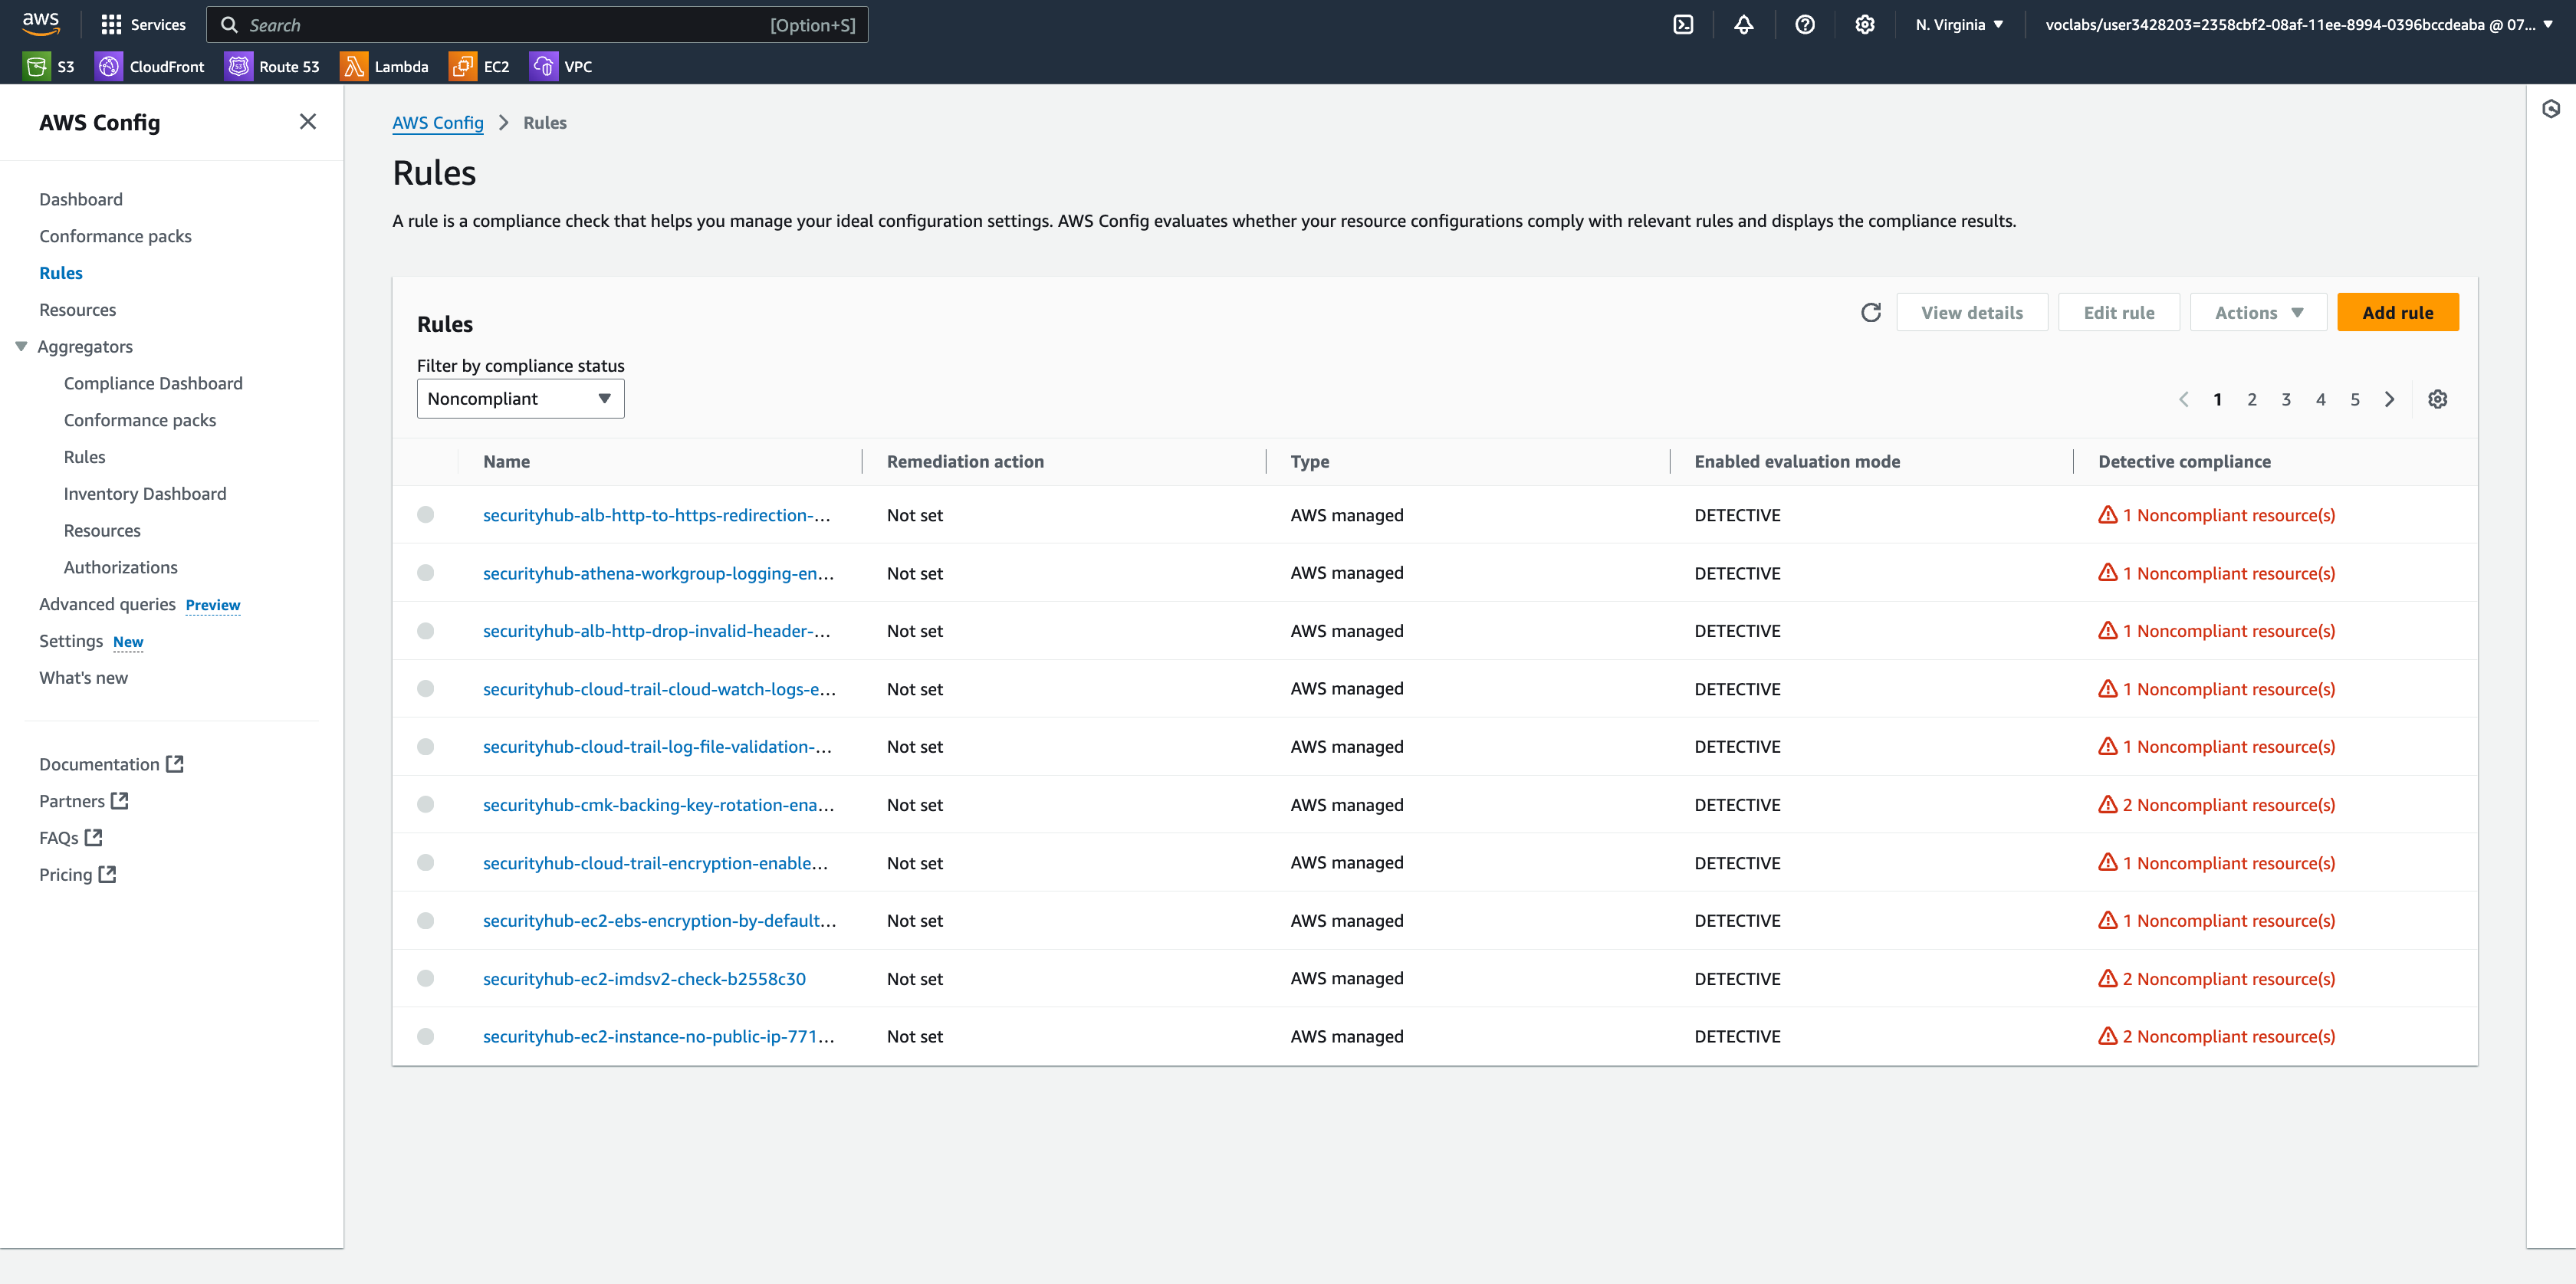 aws Services Search [Option+S] N. Virginia voclabs/user3428203=2358cbf2-08af-11ee-8994-0396bccdeaba @ 07...
S3 CloudFront Route 53 Lambda EC2 VPC
AWS Config
Dashboard
Conformance packs
Rules
Resources
Aggregators
Compliance Dashboard
Conformance packs
Rules
Inventory Dashboard
Resources
Authorizations
Advanced queries Preview
Settings New
What's new
Documentation
Partners
FAQs
Pricing
AWS Config > Rules
Rules
A rule is a compliance check that helps you manage your ideal configuration settings. AWS Config evaluates whether your resource configurations comply with relevant rules and displays the compliance results.
Rules
View details Edit rule Actions Add rule
Filter by compliance status
Noncompliant
1 2 3 4 5
Name Remediation action Type Enabled evaluation mode Detective compliance
securityhub-alb-http-to-https-redirection-... Not set AWS managed DETECTIVE 1 Noncompliant resource(s)
securityhub-athena-workgroup-logging-en... Not set AWS managed DETECTIVE 1 Noncompliant resource(s)
securityhub-alb-http-drop-invalid-header-... Not set AWS managed DETECTIVE 1 Noncompliant resource(s)
securityhub-cloud-trail-cloud-watch-logs-e... Not set AWS managed DETECTIVE 1 Noncompliant resource(s)
securityhub-cloud-trail-log-file-validation-... Not set AWS managed DETECTIVE 1 Noncompliant resource(s)
securityhub-cmk-backing-key-rotation-ena... Not set AWS managed DETECTIVE 2 Noncompliant resource(s)
securityhub-cloud-trail-encryption-enable... Not set AWS managed DETECTIVE 1 Noncompliant resource(s)
securityhub-ec2-ebs-encryption-by-default... Not set AWS managed DETECTIVE 1 Noncompliant resource(s)
securityhub-ec2-imdsv2-check-b2558c30 Not set AWS managed DETECTIVE 2 Noncompliant resource(s)
securityhub-ec2-instance-no-public-ip-771... Not set AWS managed DETECTIVE 2 Noncompliant resource(s)